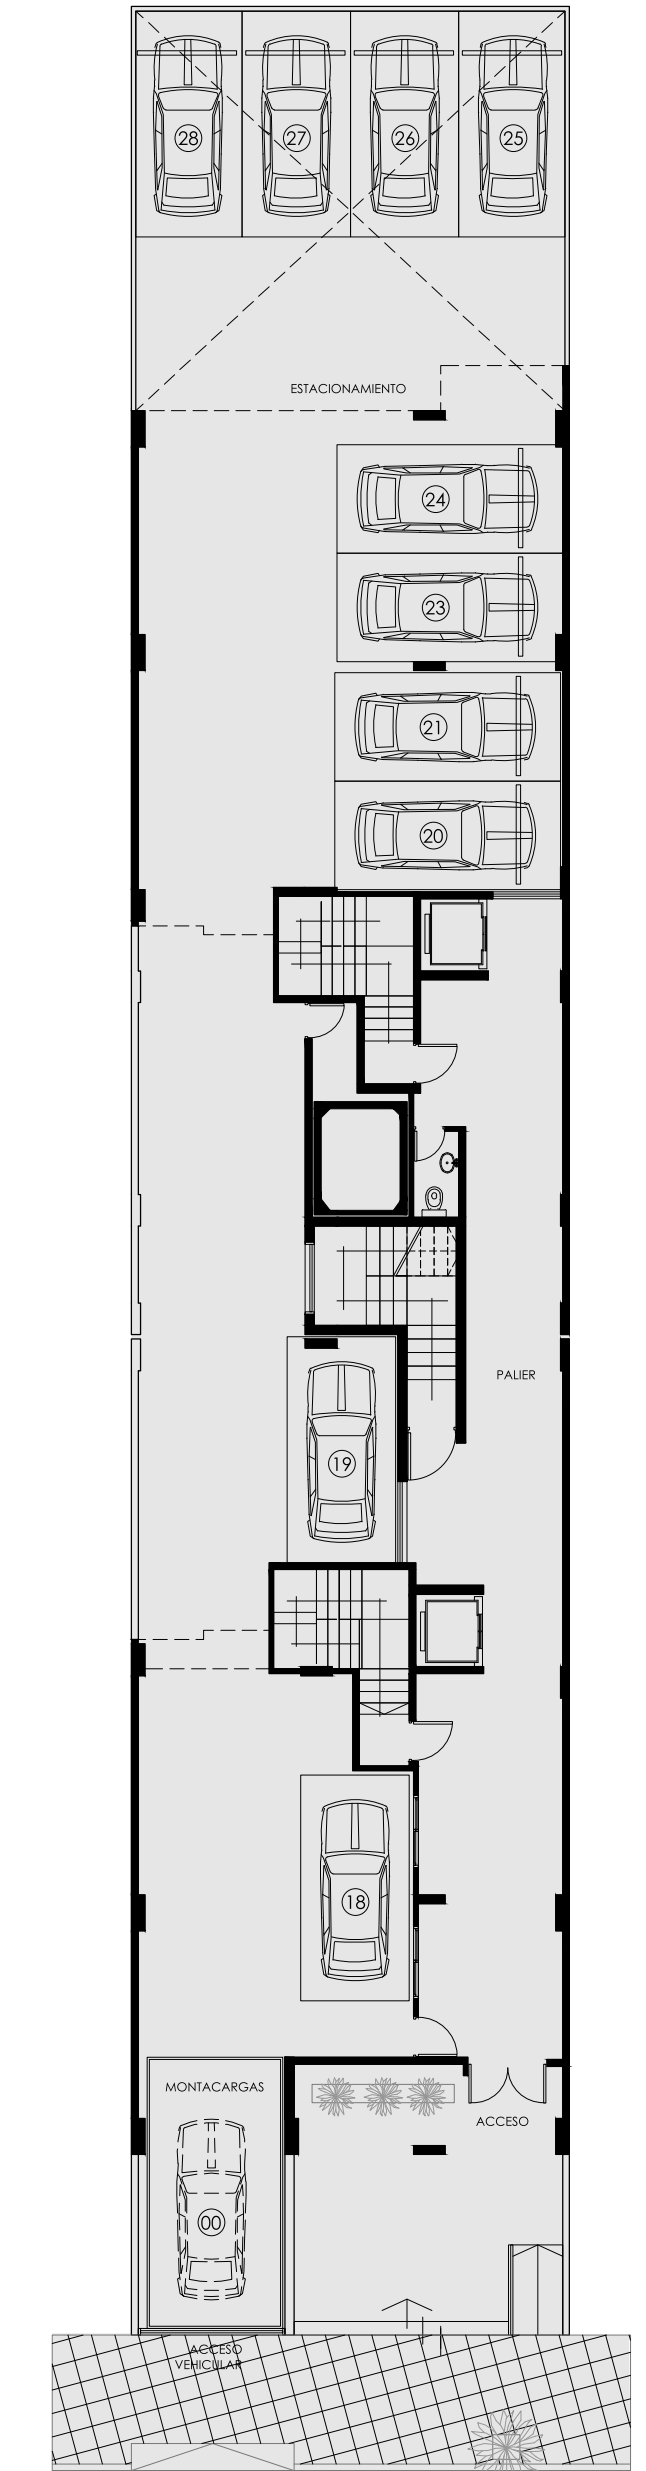 28 27 26 25
ESTACIONAMIENTO
24
23
21
20
PALIER
19
18
MONTACARGAS
ACCESO
00
ACCESO
VEHICULAR